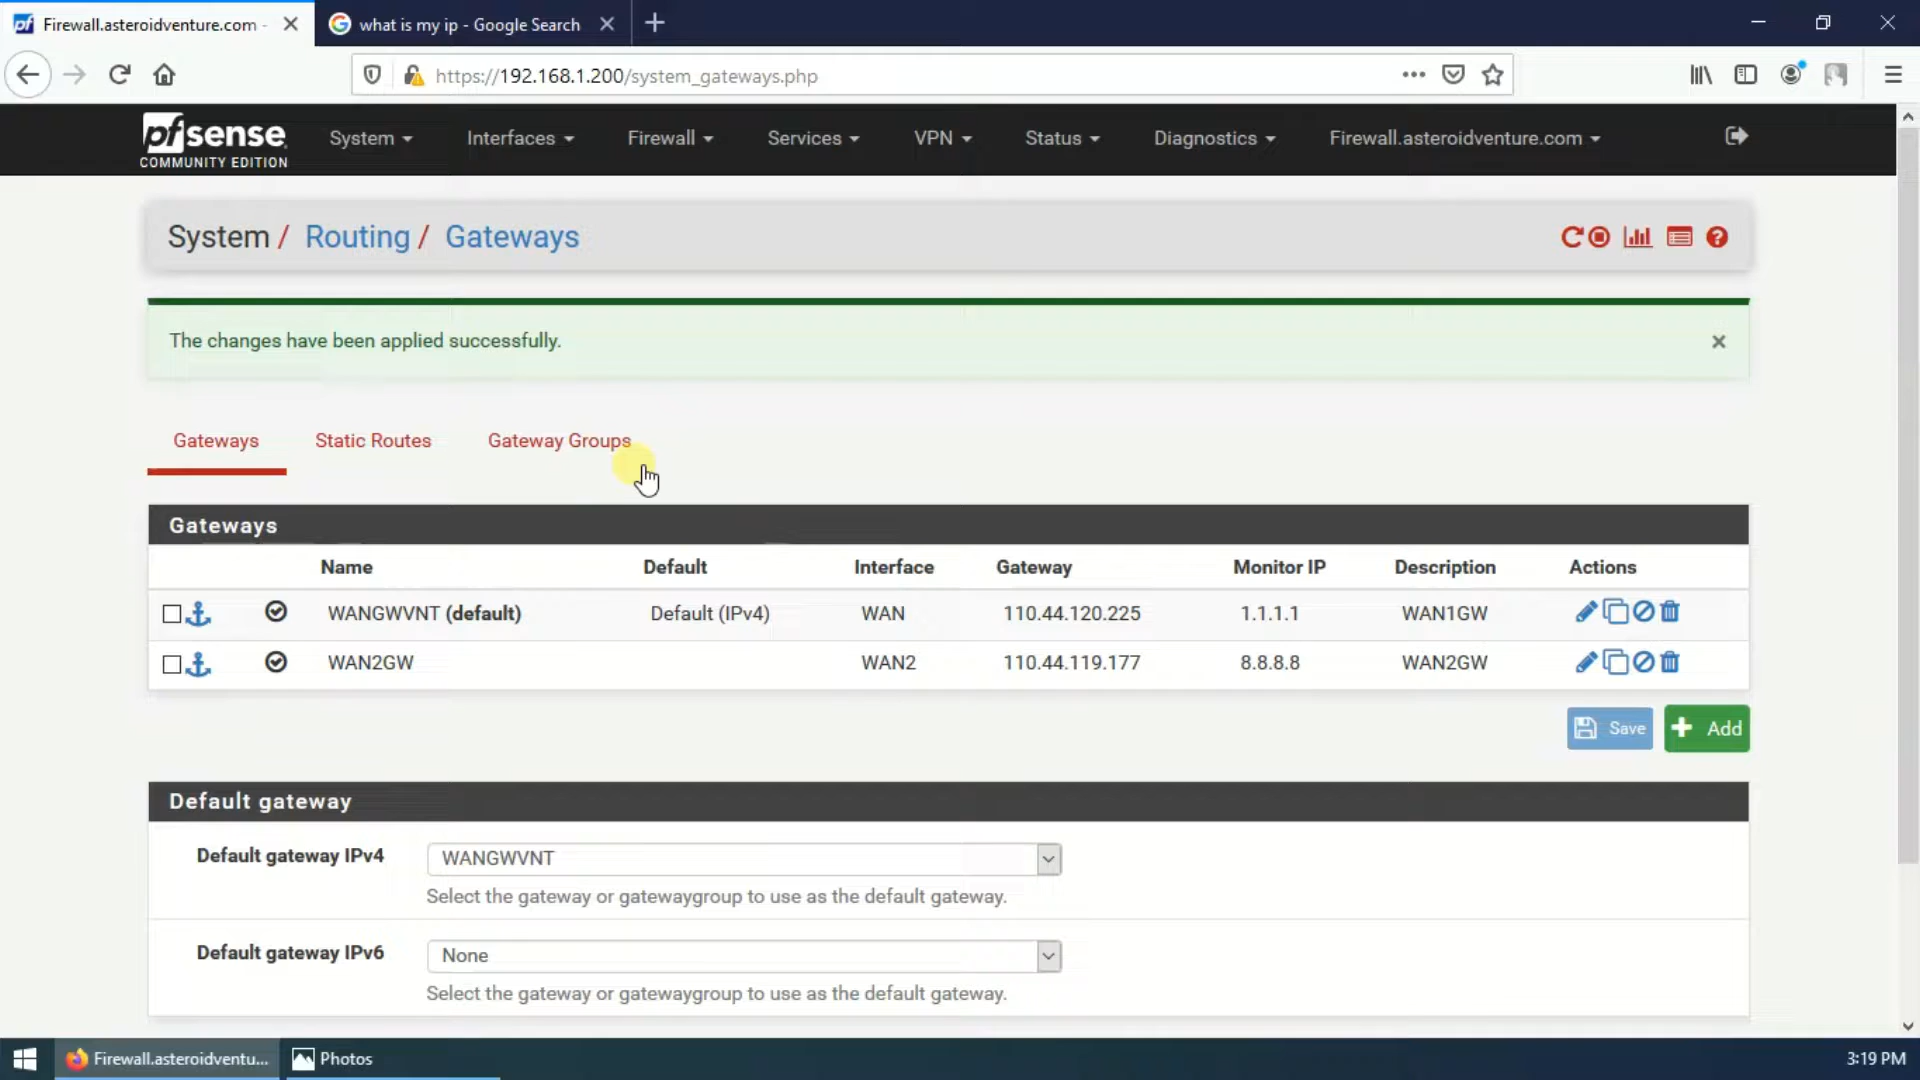 Firewall.asteroidventure.com -
what is my ip - Google Search
https://192.168.1.200/system_gateways.php
pfsense
COMMUNITY EDITION
System
Interfaces
Firewall
Services
VPN
Status
Diagnostics
Firewall.asteroidventure.com
System / Routing / Gateways
The changes have been applied successfully.
Gateways
Static Routes
Gateway Groups
Gateways
Name Default Interface Gateway Monitor IP Description Actions
WANGWVNT (default) Default (IPv4) WAN 110.44.120.225 1.1.1.1 WAN1GW
WAN2GW WAN2 110.44.119.177 8.8.8.8 WAN2GW
Save
Add
Default gateway
Default gateway IPv4 WANGWVNT
Select the gateway or gatewaygroup to use as the default gateway.
Default gateway IPv6 None
Select the gateway or gatewaygroup to use as the default gateway.
Firewall.asteroidventu...
Photos
3:19 PM